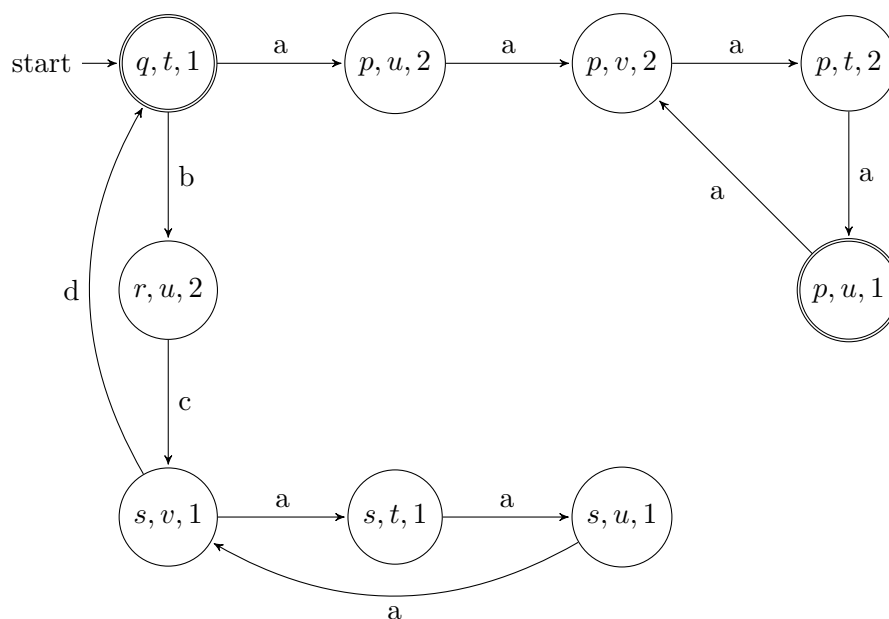 start q, t, 1 a p, u, 2 a p, v, 2 a p, t, 2
b a a
d r, u, 2 p, u, 1
c
s, v, 1 a s, t, 1 a s, u, 1
a